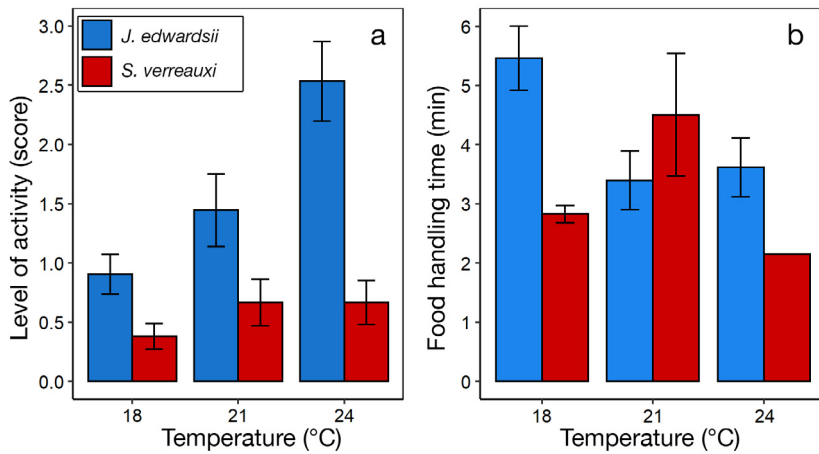 a
J. edwardsii
S. verreauxi
Level of activity (score)
3.0
2.5
2.0
1.5
1.0
0.5
0.0
18
21
24
Temperature (°C)
b
Food handling time (min)
6
5
4
3
2
1
0
18
21
24
Temperature (°C)